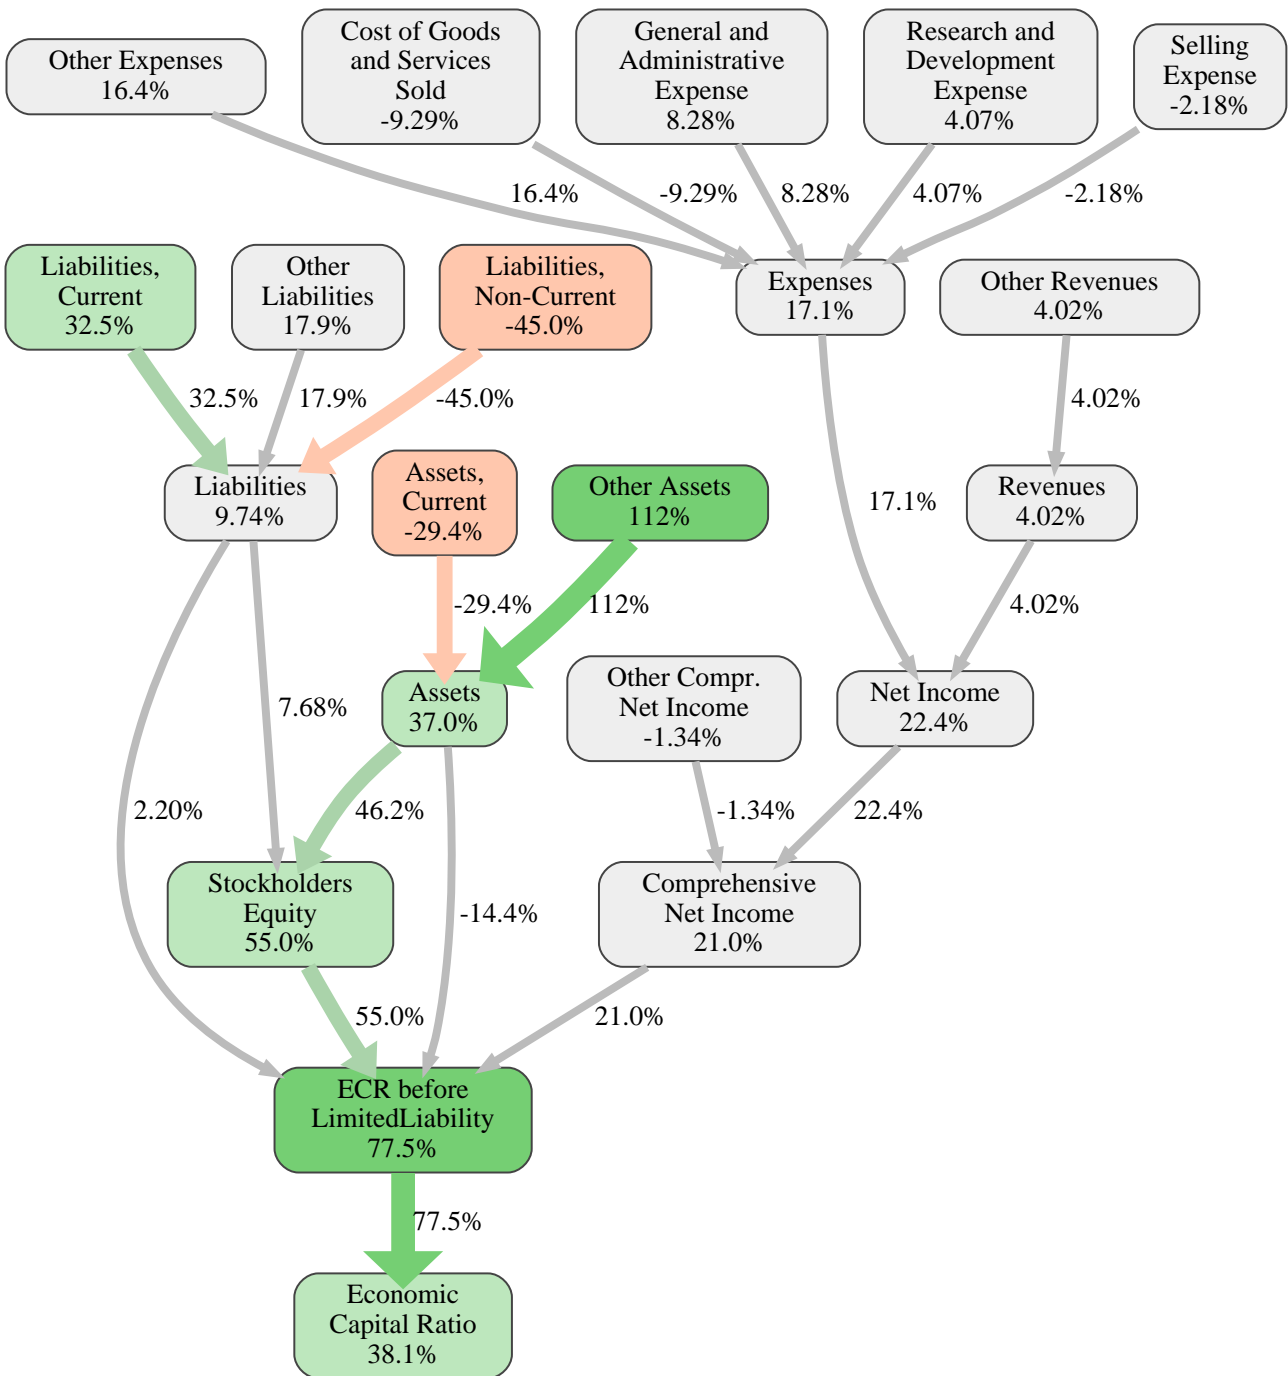 Other Expenses
16.4%
Cost of Goods
and Services
Sold
-9.29%
General and
Administrative
Expense
8.28%
Research and
Development
Expense
4.07%
Selling
Expense
-2.18%
16.4%
-9.29%
8.28%
4.07%
-2.18%
Liabilities,
Current
32.5%
Other
Liabilities
17.9%
Liabilities,
Non-Current
-45.0%
Expenses
17.1%
Other Revenues
4.02%
32.5%
17.9%
-45.0%
4.02%
Liabilities
9.74%
Assets,
Current
-29.4%
Other Assets
112%
17.1%
Revenues
4.02%
-29.4%
112%
4.02%
7.68%
Assets
37.0%
Other Compr.
Net Income
-1.34%
Net Income
22.4%
2.20%
46.2%
-1.34%
22.4%
Stockholders
Equity
55.0%
-14.4%
Comprehensive
Net Income
21.0%
55.0%
21.0%
ECR before
LimitedLiability
77.5%
77.5%
Economic
Capital Ratio
38.1%